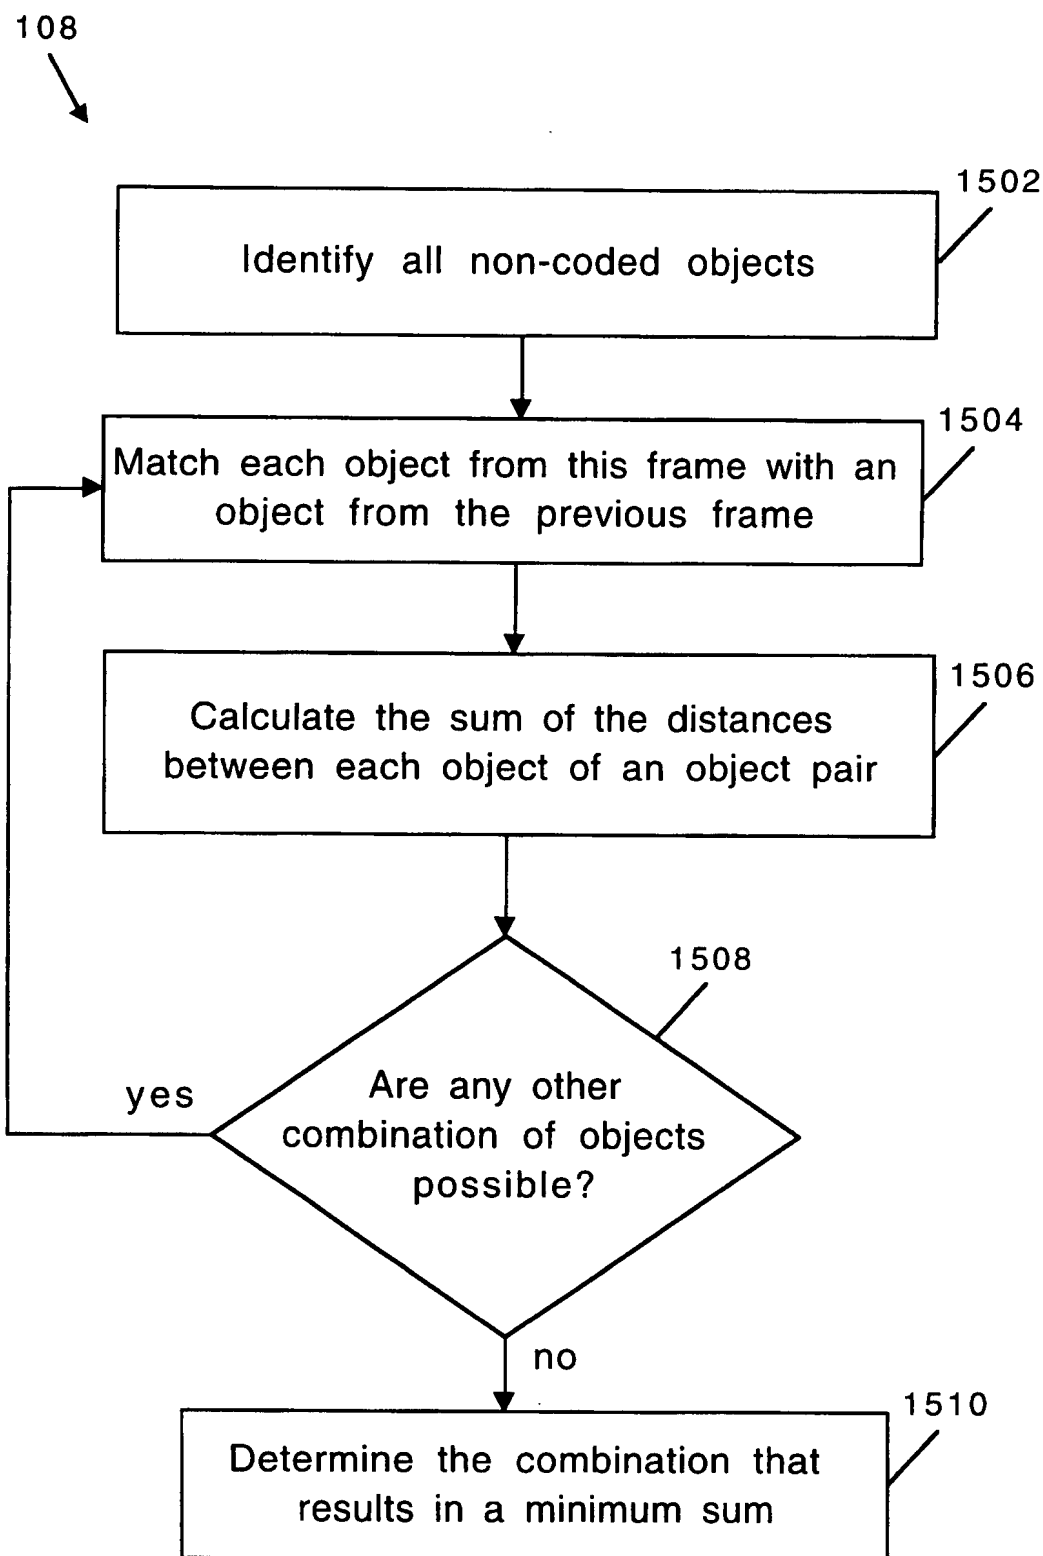 108
1502
Identify all non-coded objects
1504
Match each object from this frame with an
object from the previous frame
1506
Calculate the sum of the distances
between each object of an object pair
1508
Are any other
combination of objects
possible?
yes
no
1510
Determine the combination that
results in a minimum sum